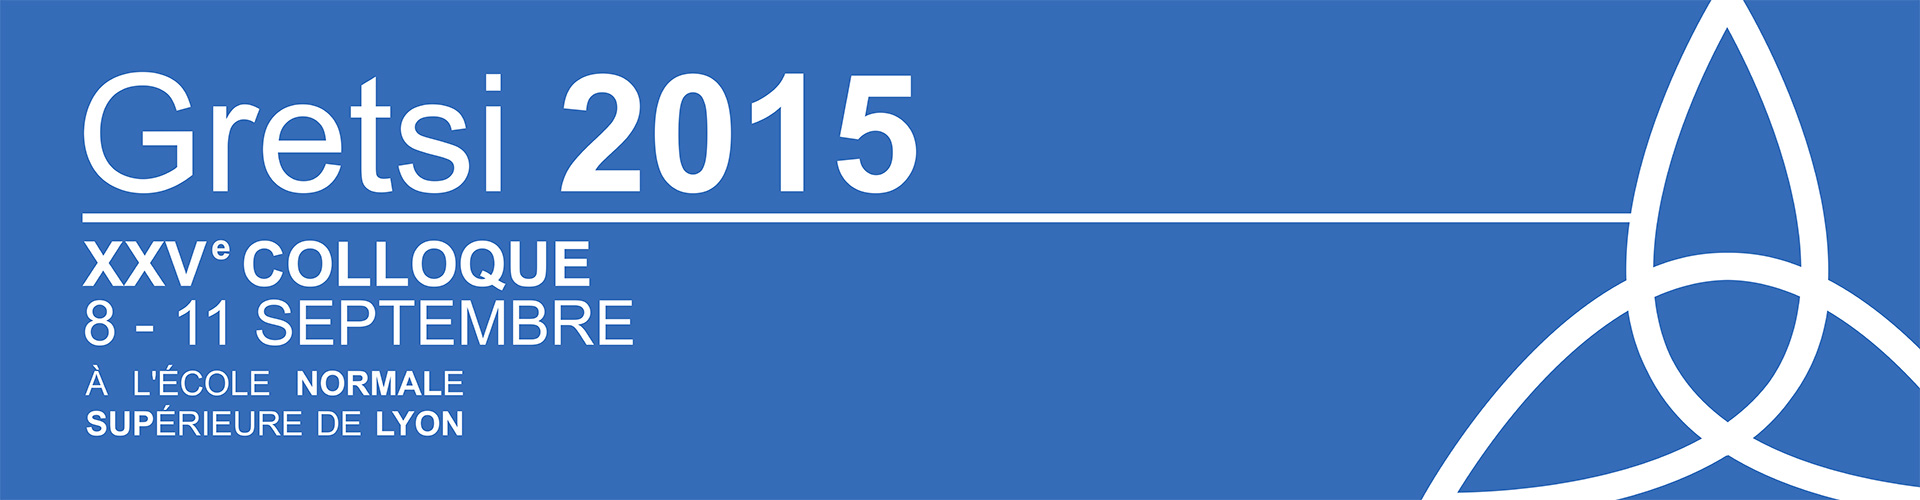 Gretsi 2015
XXVe COLLOQUE
8 - 11 SEPTEMBRE
À L'ÉCOLE NORMALE
SUPÉRIEURE DE LYON